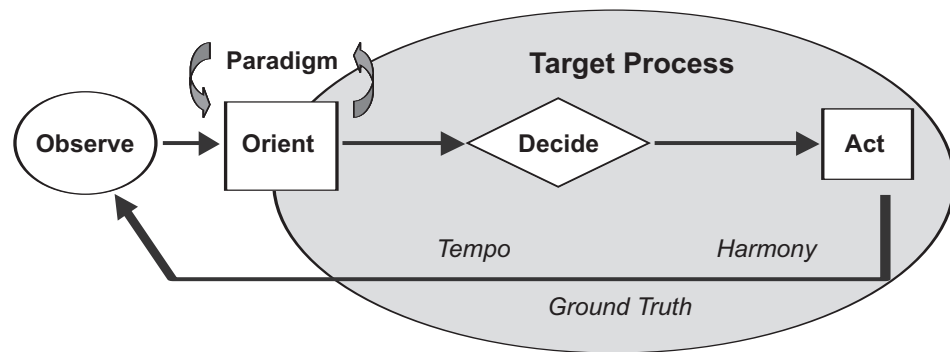 Paradigm
Target Process
Observe
Orient
Decide
Act
Tempo
Harmony
Ground Truth